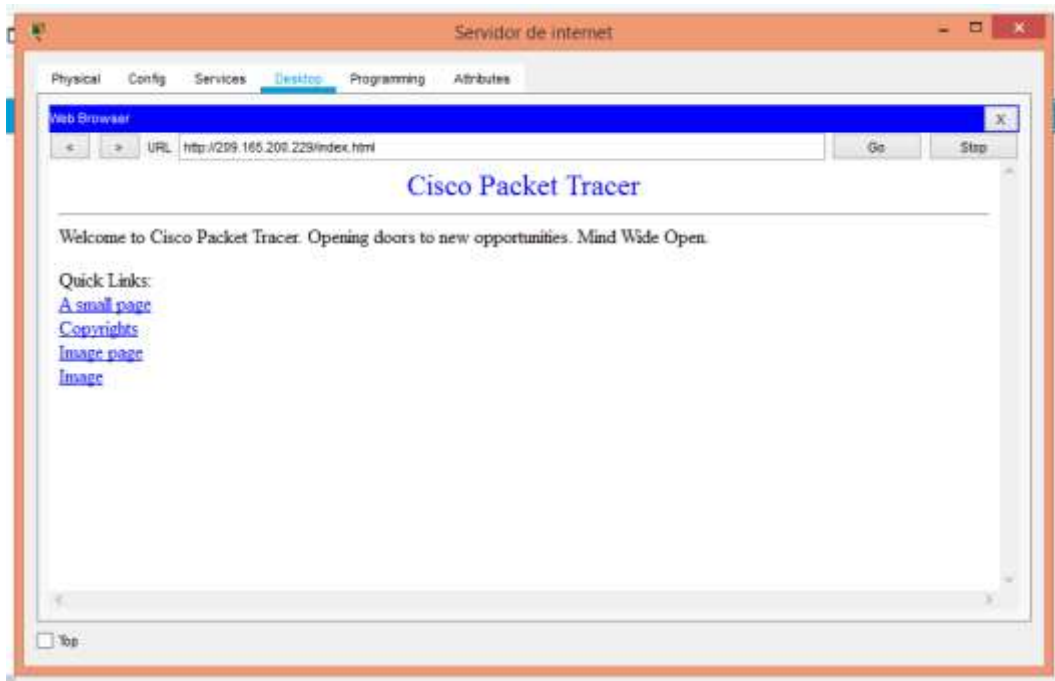 Servidor de internet
Physical Config Services Desktop Programming Attributes
Web Browser X
< > URL http://209.165.200.229/index.html Go Stop
Cisco Packet Tracer
Welcome to Cisco Packet Tracer. Opening doors to new opportunities. Mind Wide Open.
Quick Links:
A small page
Copyrights
Image page
Image
Top